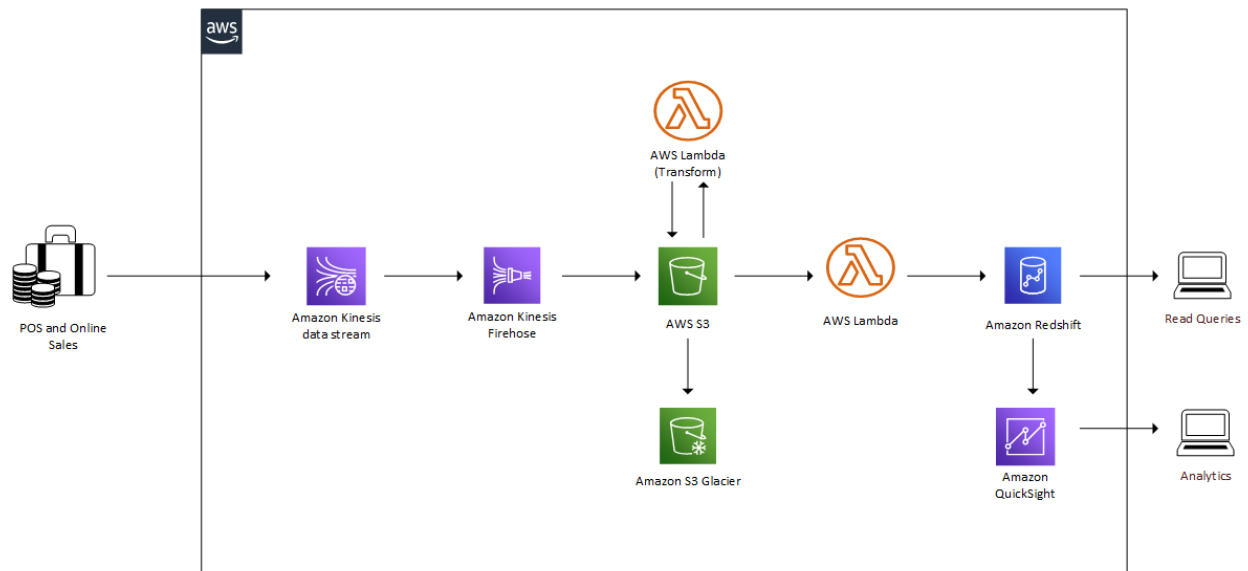 aws
AWS Lambda
(Transform)
POS and Online
Sales
Amazon Kinesis
data stream
Amazon Kinesis
Firehose
AWS S3
AWS Lambda
Amazon Redshift
Read Queries
Amazon S3 Glacier
Amazon
QuickSight
Analytics